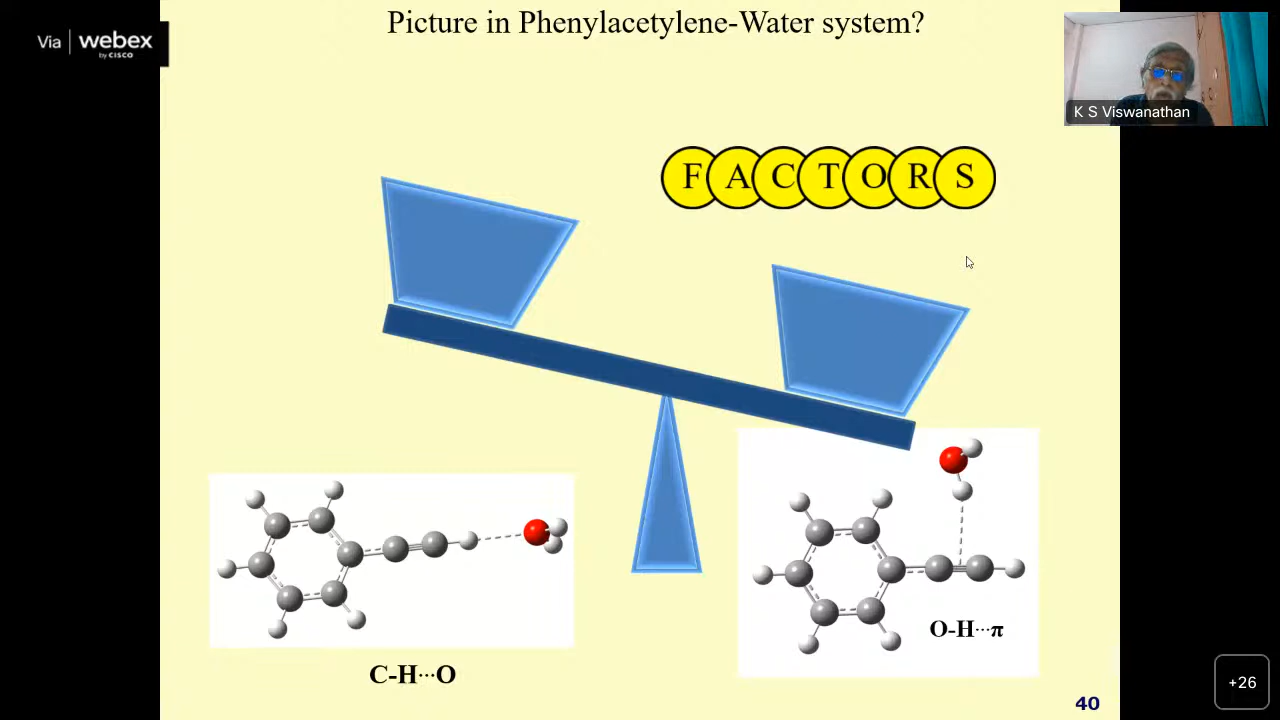 Picture in Phenylacetylene-Water system?
Via | webex
by CISCO
K S Viswanathan
FACTORS
O-H···π
C-H···O
40
+26